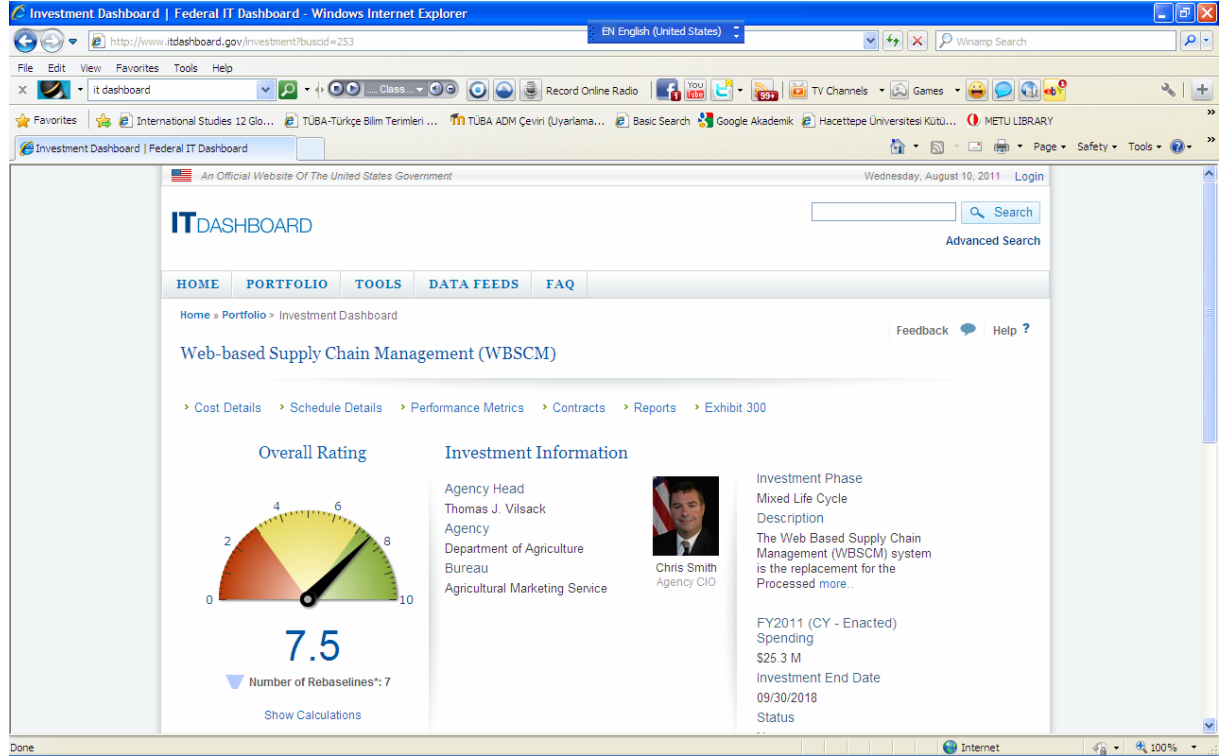 Investment Dashboard | Federal IT Dashboard - Windows Internet Explorer
EN English (United States)
http://www.itdashboard.gov/investment?buscid=253
Winamp Search
File Edit View Favorites Tools Help
x it dashboard .... Class... Record Online Radio 1 YOU Tube 99+ TV Channels Games eb 9
Favorites International Studies 12 Glo... TÜBA-Türkçe Bilim Terimleri ... TÜBA ADM Çeviri (Uyarlama... Basic Search Google Akademik Hacettepe Üniversitesi Kütü... METU LIBRARY »
Investment Dashboard | Federal IT Dashboard Page Safety Tools »
An Official Website Of The United States Government Wednesday, August 10, 2011 Login
IT DASHBOARD
Search
Advanced Search
HOME PORTFOLIO TOOLS DATA FEEDS FAQ
Home » Portfolio > Investment Dashboard
Feedback Help ?
Web-based Supply Chain Management (WBSCM)
› Cost Details › Schedule Details › Performance Metrics › Contracts › Reports › Exhibit 300
Overall Rating
0 2 4 6 8 10
7.5
Number of Rebaselines*: 7
Show Calculations
Investment Information
Agency Head
Thomas J. Vilsack
Agency
Department of Agriculture
Bureau
Agricultural Marketing Service
Chris Smith
Agency CIO
Investment Phase
Mixed Life Cycle
Description
The Web Based Supply Chain
Management (WBSCM) system
is the replacement for the
Processed more..
FY2011 (CY - Enacted)
Spending
$25.3 M
Investment End Date
09/30/2018
Status
Done Internet 100%